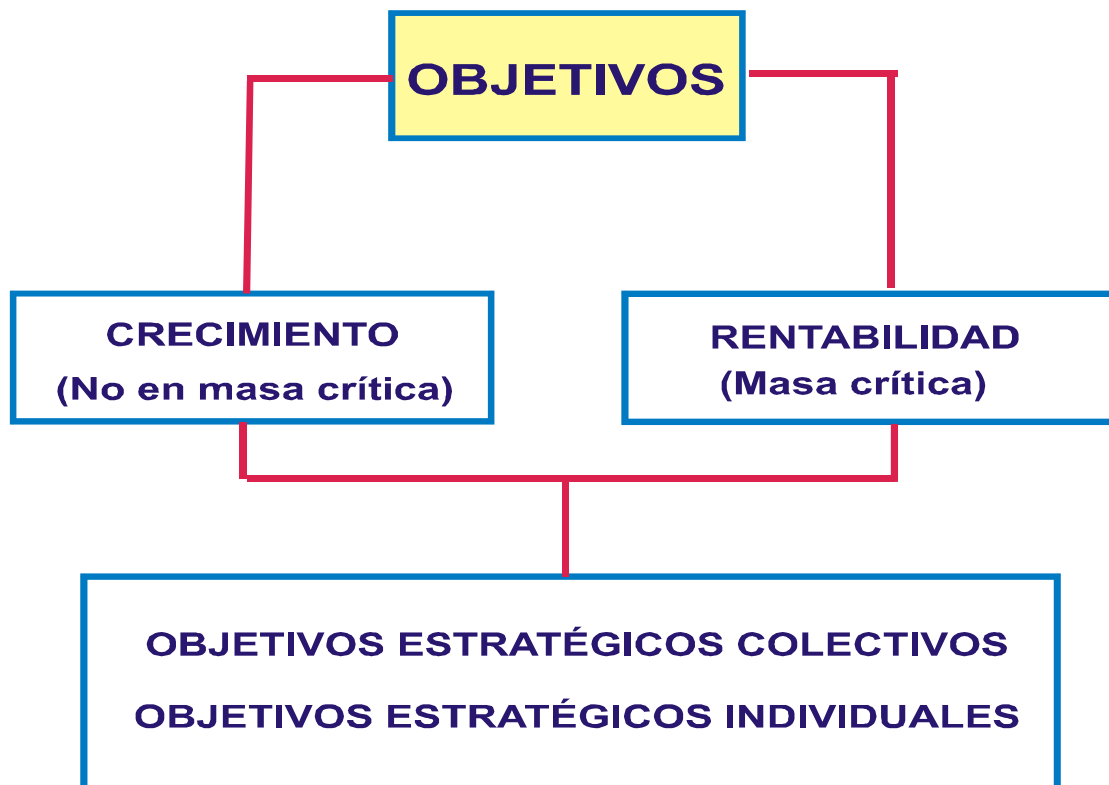 OBJETIVOS
CRECIMIENTO
(No en masa crítica)
RENTABILIDAD
(Masa crítica)
OBJETIVOS ESTRATÉGICOS COLECTIVOS
OBJETIVOS ESTRATÉGICOS INDIVIDUALES